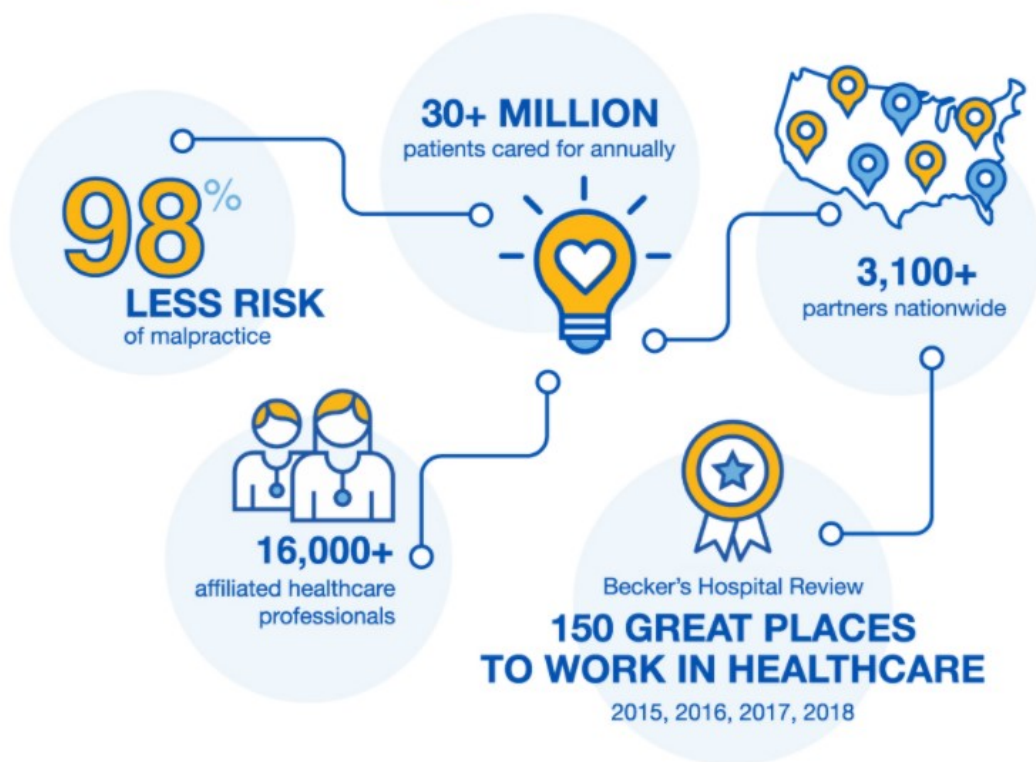 98%
LESS RISK
of malpractice
30+ MILLION
patients cared for annually
3,100+
partners nationwide
16,000+
affiliated healthcare
professionals
Becker's Hospital Review
150 GREAT PLACES
TO WORK IN HEALTHCARE
2015, 2016, 2017, 2018